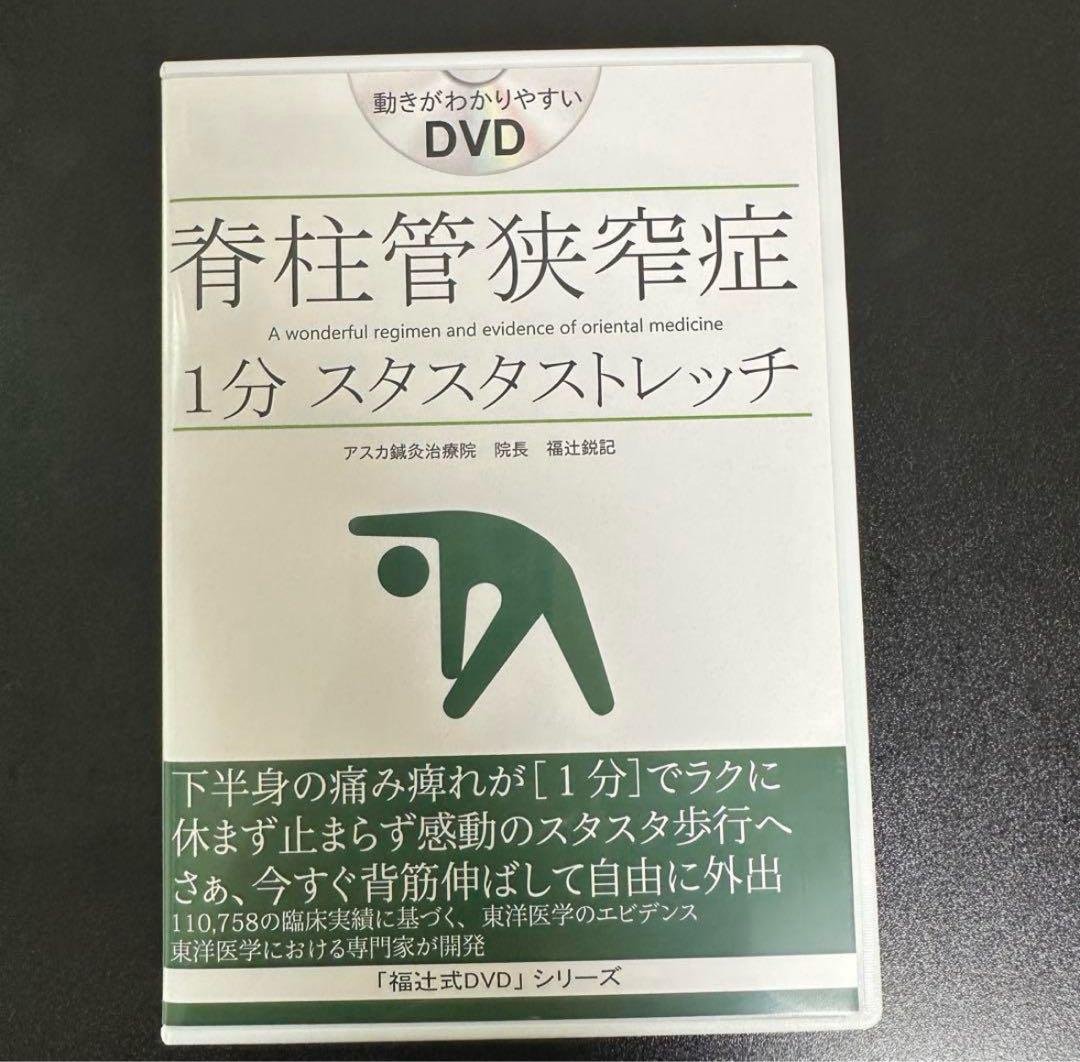 動きがわかりやすい
DVD
脊柱管狭窄症
A wonderful regimen and evidence of oriental medicine
1分 スタスタストレッチ
アスカ鍼灸治療院 院長 福辻鋭記
下半身の痛み痺れが[1分]でラクに
休まず止まらず感動のスタスタ歩行へ
さぁ、今すぐ背筋伸ばして自由に外出
110,758の臨床実績に基づく、東洋医学のエビデンス
東洋医学における専門家が開発
「福辻式DVD」シリーズ